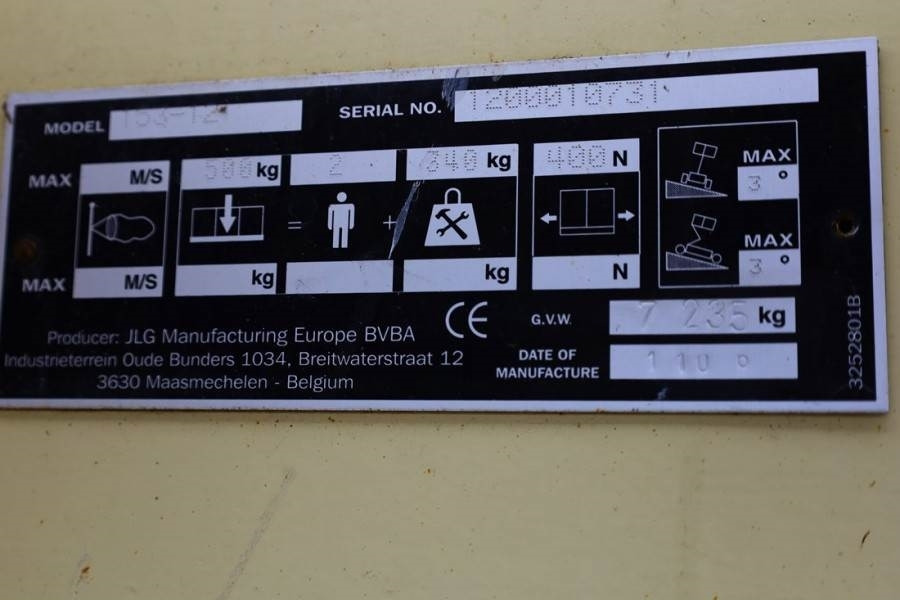 MODEL 153-12
SERIAL NO. 1200010731
MAX M/S 500 kg 2 340 kg 400 N
= +
MAX 3°
MAX 3°
MAX M/S kg kg N
Producer: JLG Manufacturing Europe BVBA
Industrieterrein Oude Bunders 1034, Breitwaterstraat 12
3630 Maasmechelen - Belgium
CE
G.V.W. 7 235 kg
DATE OF
MANUFACTURE
3252801B